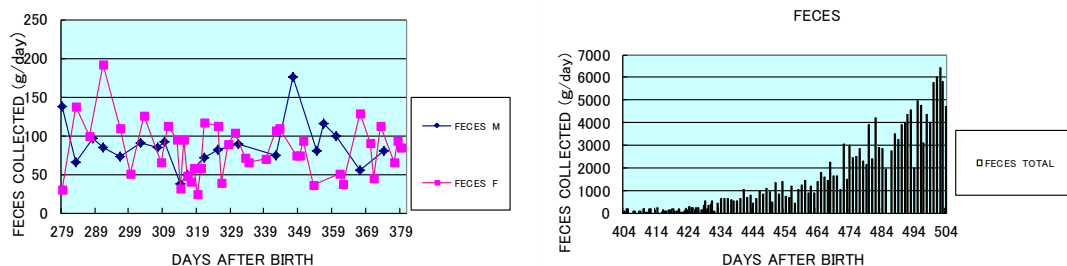 250
200
150
100
50
0
FECES COLLECTED (g/day)
279 289 299 309 319 329 339 349 359 369 379
DAYS AFTER BIRTH
FECES M
FECES F
FECES
7000
6000
5000
4000
3000
2000
1000
0
FECES COLLECTED (g/day)
404 414 424 434 444 454 464 474 484 494 504
DAYS AFTER BIRTH
FECES TOTAL